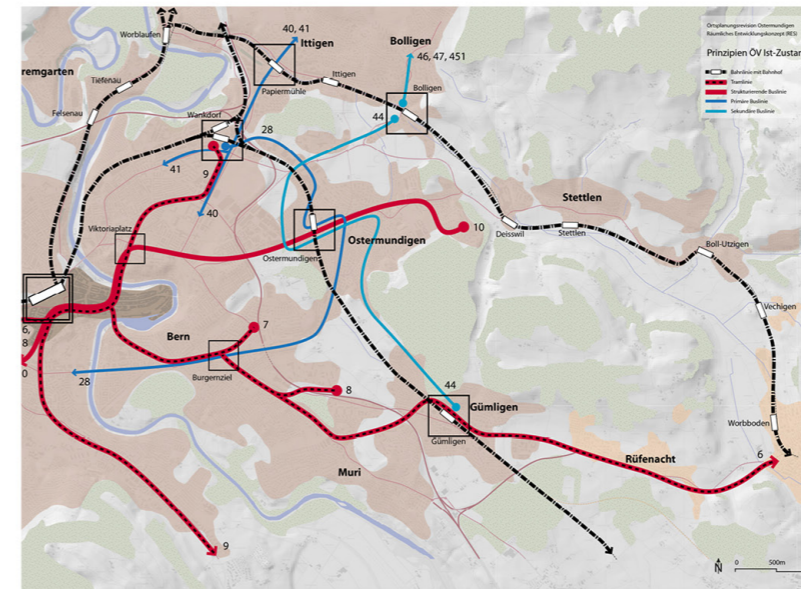 Ortsplanungsrevision Ostermundigen
Räumliches Entwicklungskonzept (RES)
Prinzipien ÖV Ist-Zustan
Bahnlinie mit Bahnhof
Tramlinie
Strukturierende Buslinie
Primäre Buslinie
Sekundäre Buslinie
Worblaufen
40, 41
Ittigen
Bolligen
46, 47, 451
remgarten
Tiefenau
Ittigen
Papiermühle
Bolligen
Felsenau
Wankdorf
28
44
41
9
40
Stettlen
Viktoriaplatz
10
Ostermundigen
Ostermundigen
Deisswil
Stettlen
Boll-Utzigen
Vechigen
6,
8
0
Bern
7
28
Burgernziel
8
44
Gümligen
Gümligen
Worbboden
Muri
Rüfenacht
6
9
N
0
500m